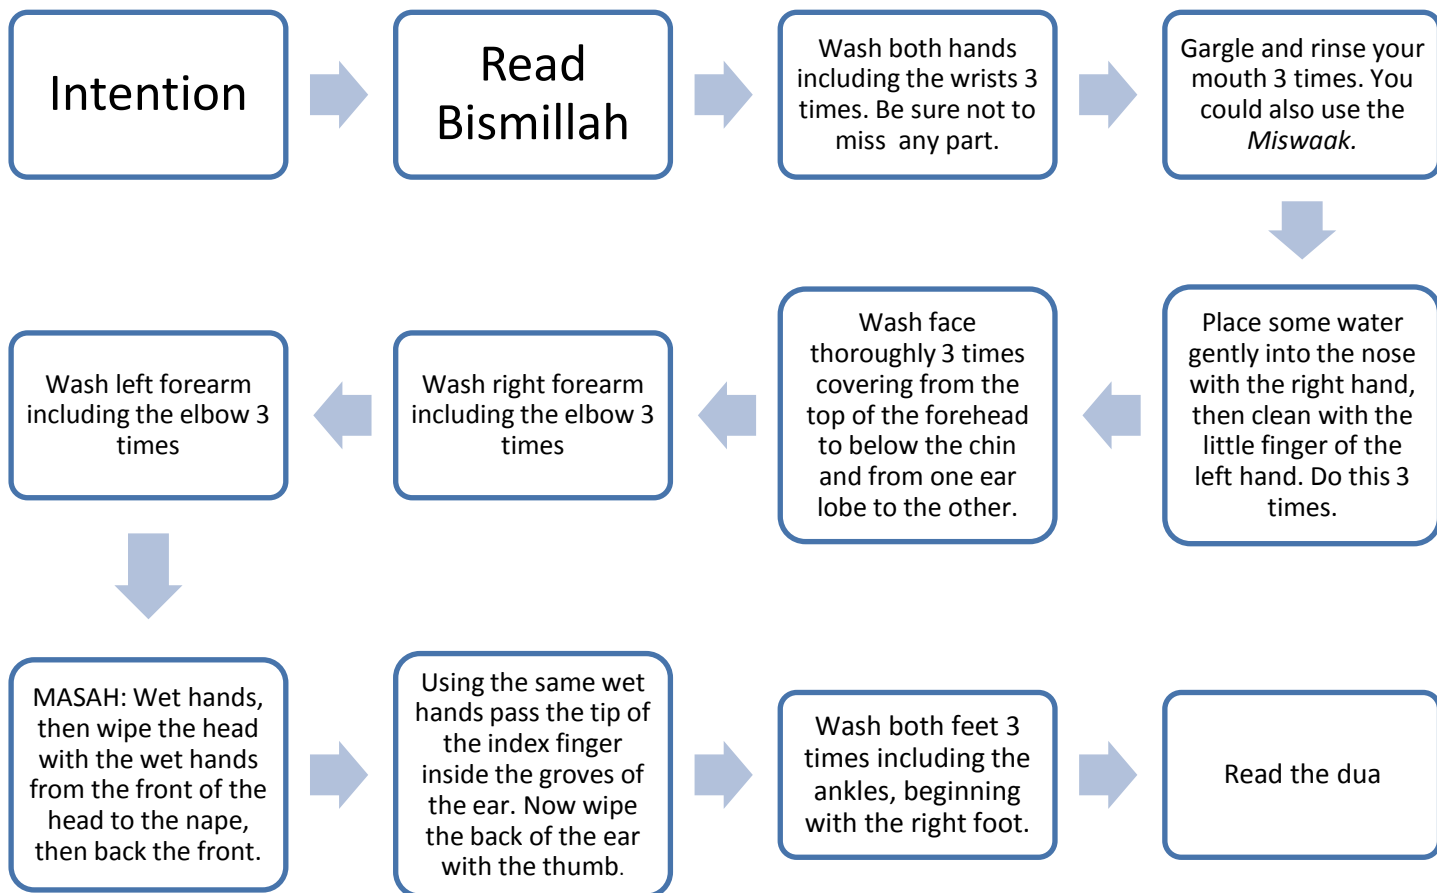 Intention
Read
Bismillah
Wash both hands
including the wrists 3
times. Be sure not to
miss any part.
Gargle and rinse your
mouth 3 times. You
could also use the
Miswaak.
Place some water
gently into the nose
with the right hand,
then clean with the
little finger of the
left hand. Do this 3
times.
Wash face
thoroughly 3 times
covering from the
top of the forehead
to below the chin
and from one ear
lobe to the other.
Wash right forearm
including the elbow 3
times
Wash left forearm
including the elbow 3
times
MASAH: Wet hands,
then wipe the head
with the wet hands
from the front of the
head to the nape,
then back the front.
Using the same wet
hands pass the tip of
the index finger
inside the groves of
the ear. Now wipe
the back of the ear
with the thumb.
Wash both feet 3
times including the
ankles, beginning
with the right foot.
Read the dua